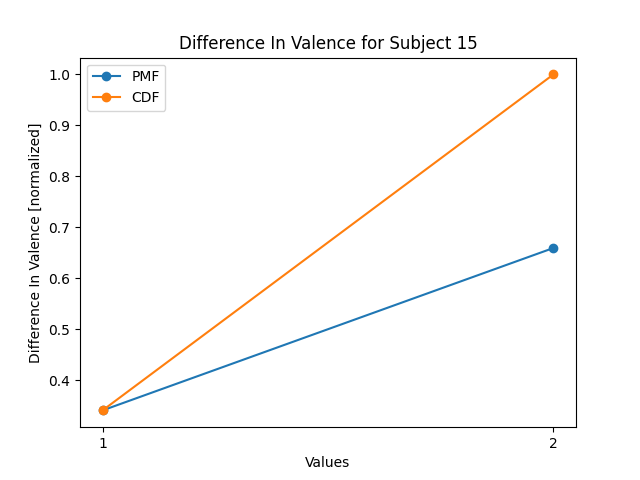 Difference In Valence for Subject 15
PMF
CDF
Difference In Valence [normalized]
1.0
0.9
0.8
0.7
0.6
0.5
0.4
1
2
Values